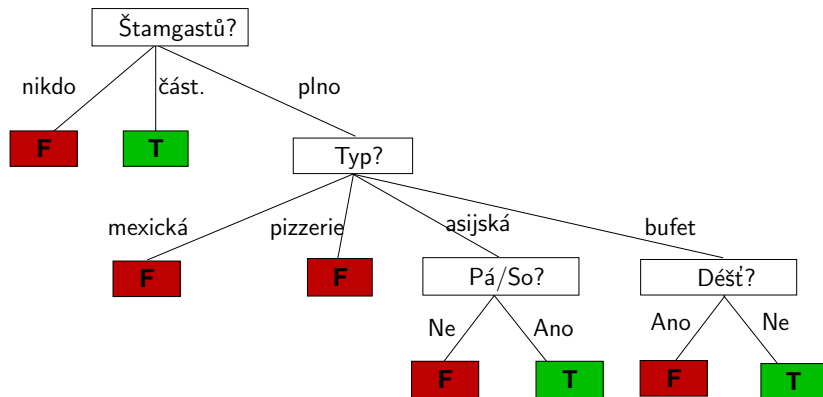 Štamgastů?
nikdo část. plno
F T
Typ?
mexická pizzerie asijská bufet
F F
Pá/So? Déšť?
Ne Ano Ano Ne
F T F T